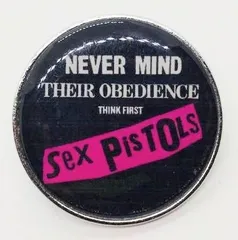 NEVER MIND
THEIR OBEDIENCE
THINK FIRST
SeX PiSTOLS